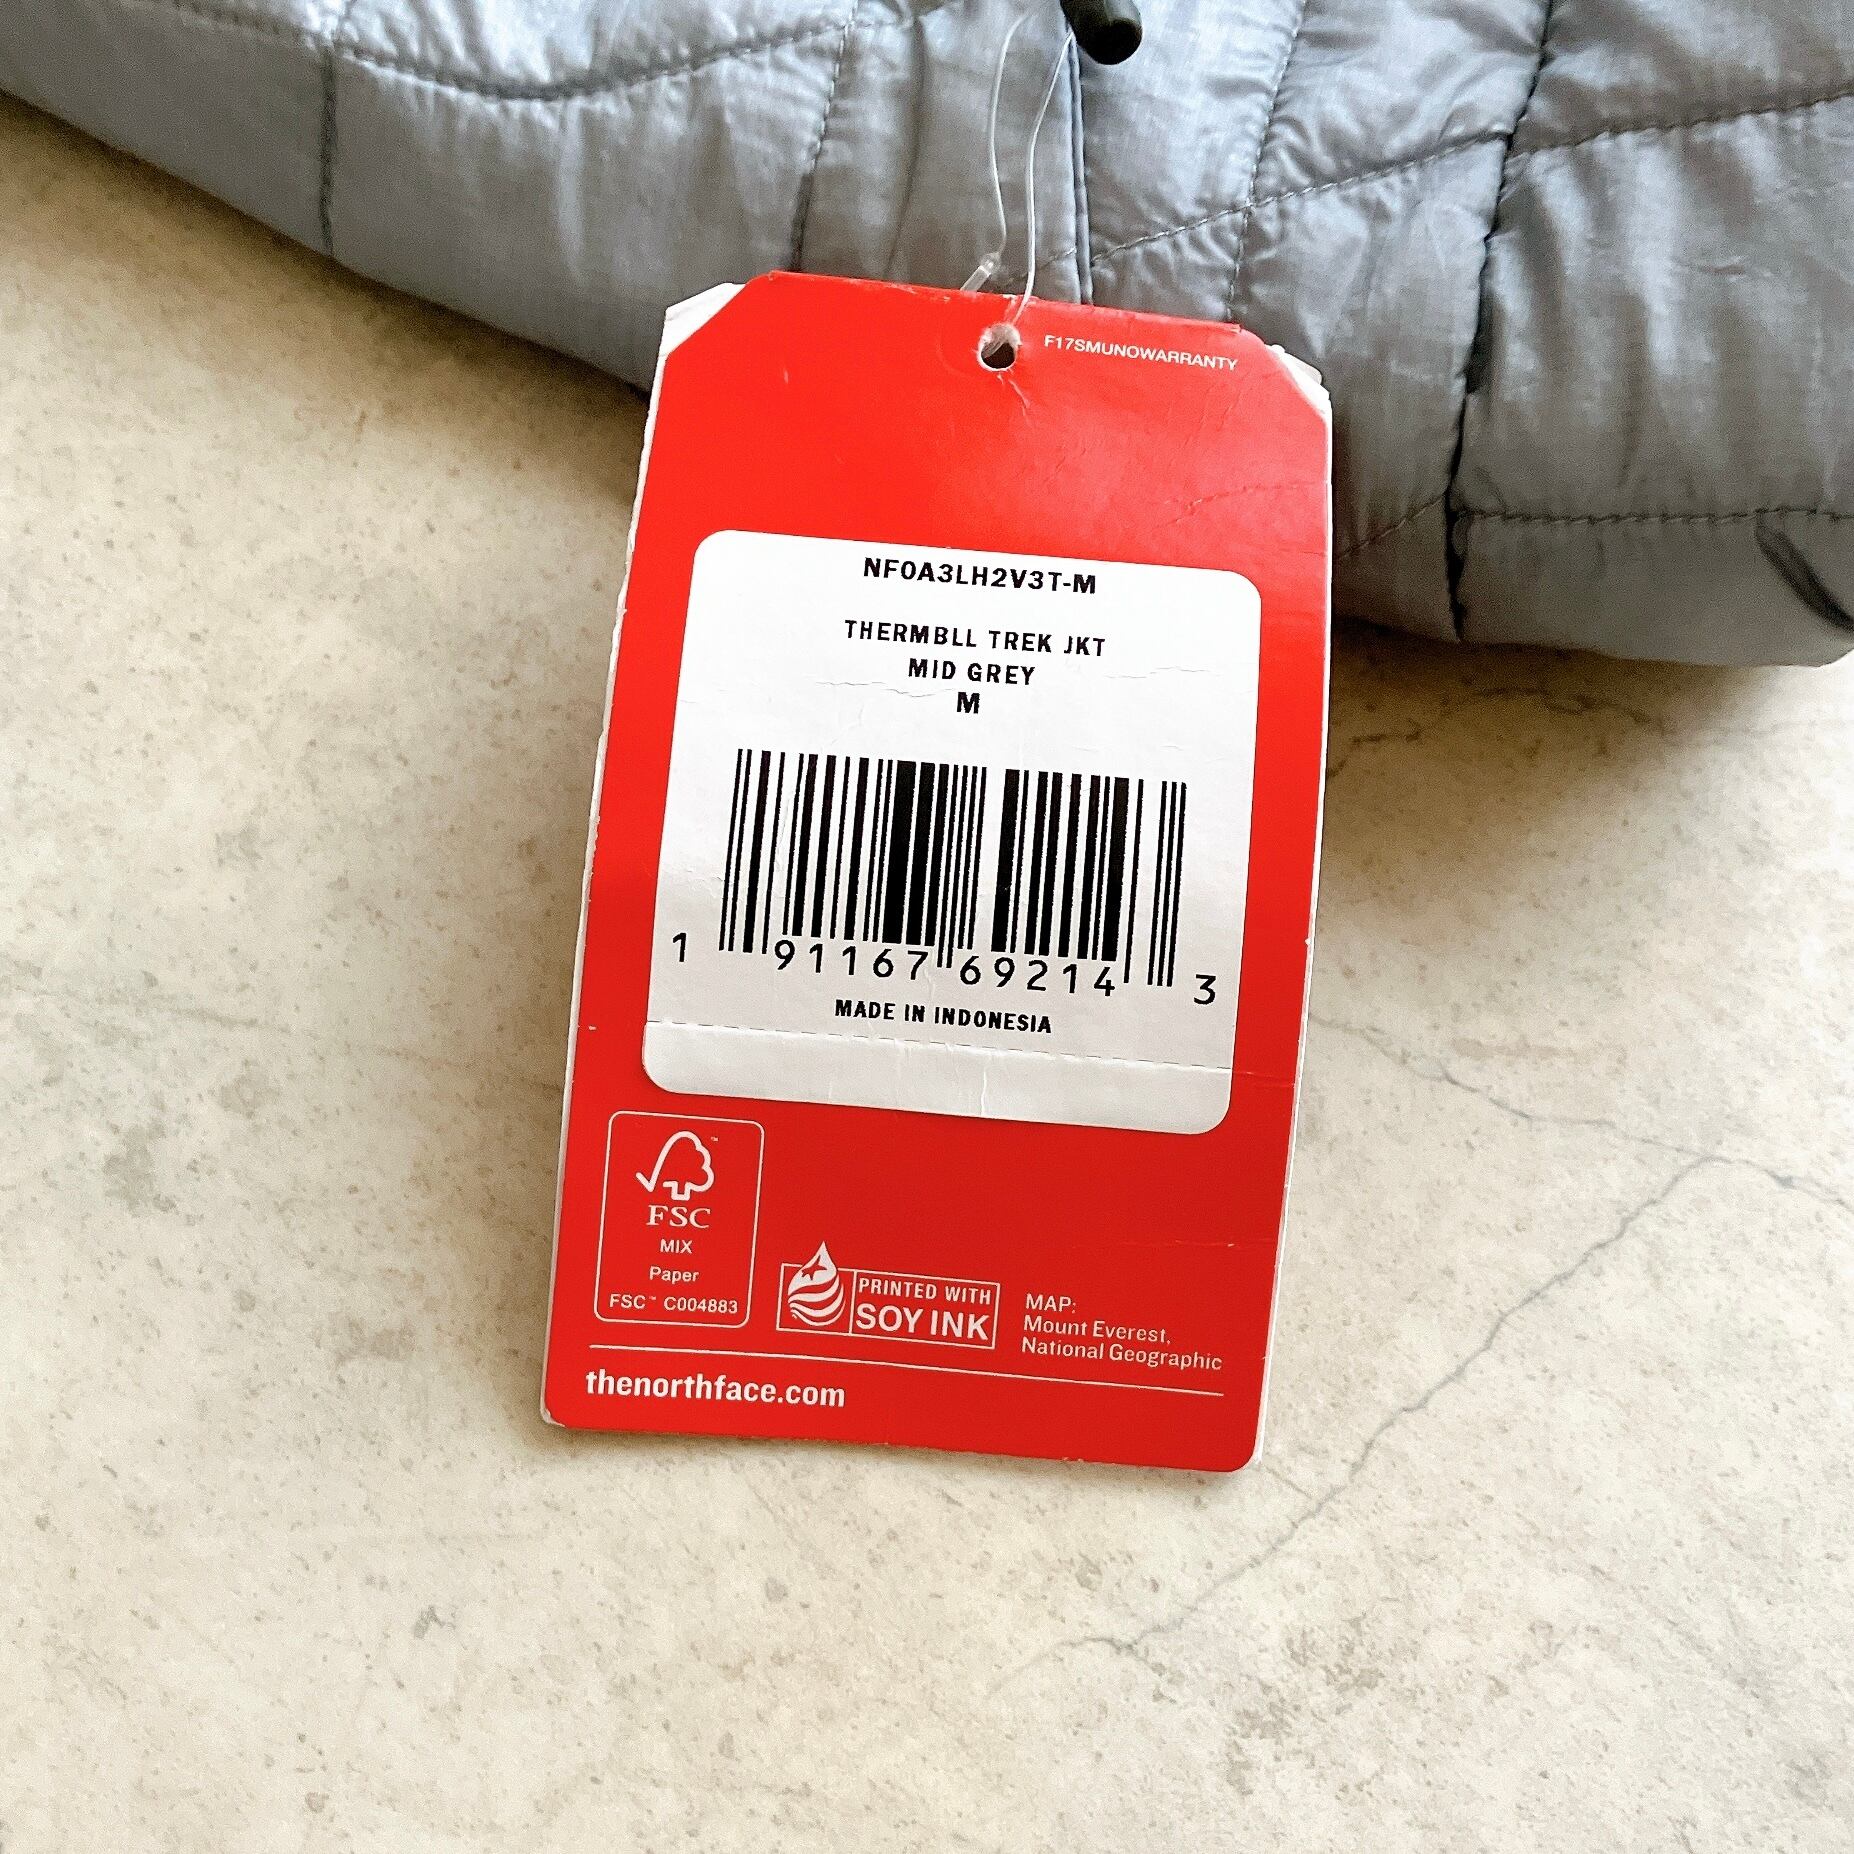 F17SMUNOWARRANTY
NF0A3LH2V3T-M
THERMBLL TREK JKT
MID GREY
M
1 91167 69214 3
MADE IN INDONESIA
FSC
MIX
Paper
FSC™ C004883
PRINTED WITH
SOY INK
MAP:
Mount Everest,
National Geographic
thenorthface.com